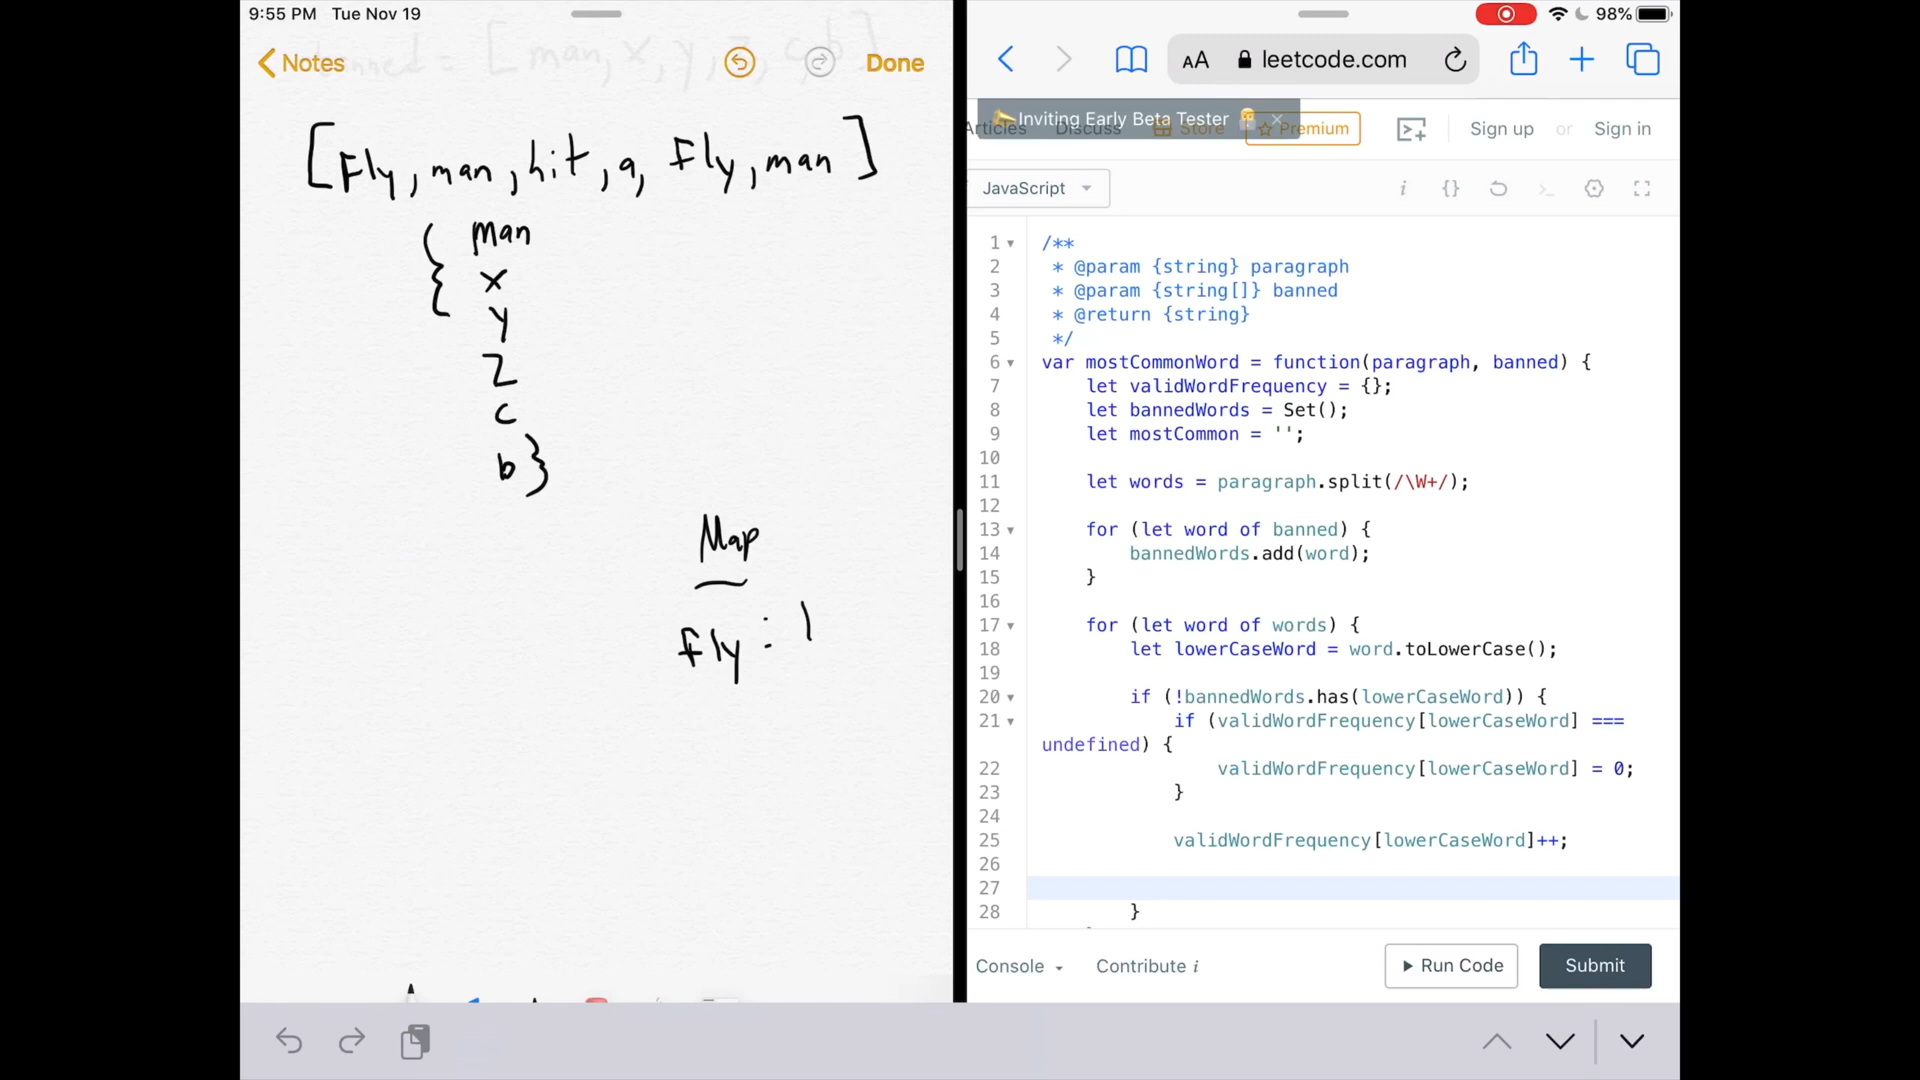 9:55 PM Tue Nov 19
banned = [man, x, y, z, c, b]
Notes
Done
[Fly, man, hit, a, Fly, man]
{ man
x
y
z
c
b }
Map
Fly : 1
98%
AA leetcode.com
Inviting Early Beta Tester
Articles Discuss Store Premium Sign up or Sign in
JavaScript
i {}
1 /**
2 * @param {string} paragraph
3 * @param {string[]} banned
4 * @return {string}
5 */
6 var mostCommonWord = function(paragraph, banned) {
7 let validWordFrequency = {};
8 let bannedWords = Set();
9 let mostCommon = '';
10
11 let words = paragraph.split(/\W+/);
12
13 for (let word of banned) {
14 bannedWords.add(word);
15 }
16
17 for (let word of words) {
18 let lowerCaseWord = word.toLowerCase();
19
20 if (!bannedWords.has(lowerCaseWord)) {
21 if (validWordFrequency[lowerCaseWord] ===
undefined) {
22 validWordFrequency[lowerCaseWord] = 0;
23 }
24
25 validWordFrequency[lowerCaseWord]++;
26
27
28 }
Console Contribute i Run Code Submit